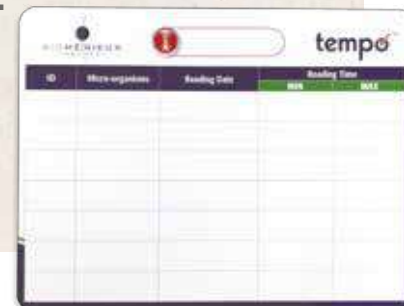 BIOMÉRIEUX
tempo
ID Micro-organisms Reading Date Reading Time
MIN MAX